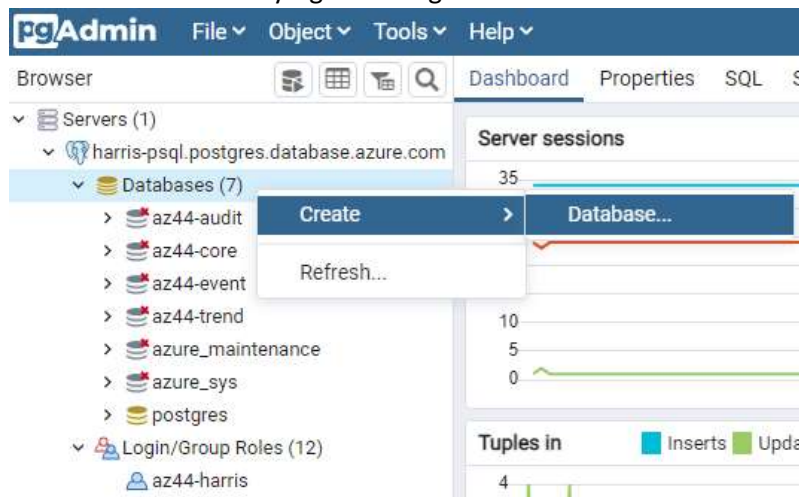 pgAdmin File Object Tools Help
Browser
Dashboard Properties SQL S
Servers (1)
harris-psql.postgres.database.azure.com
Databases (7)
az44-audit
az44-core
az44-event
az44-trend
azure_maintenance
azure_sys
postgres
Login/Group Roles (12)
az44-harris
Create
Database...
Refresh...
Server sessions
35
10
5
0
Tuples in
Inserts Upda
4